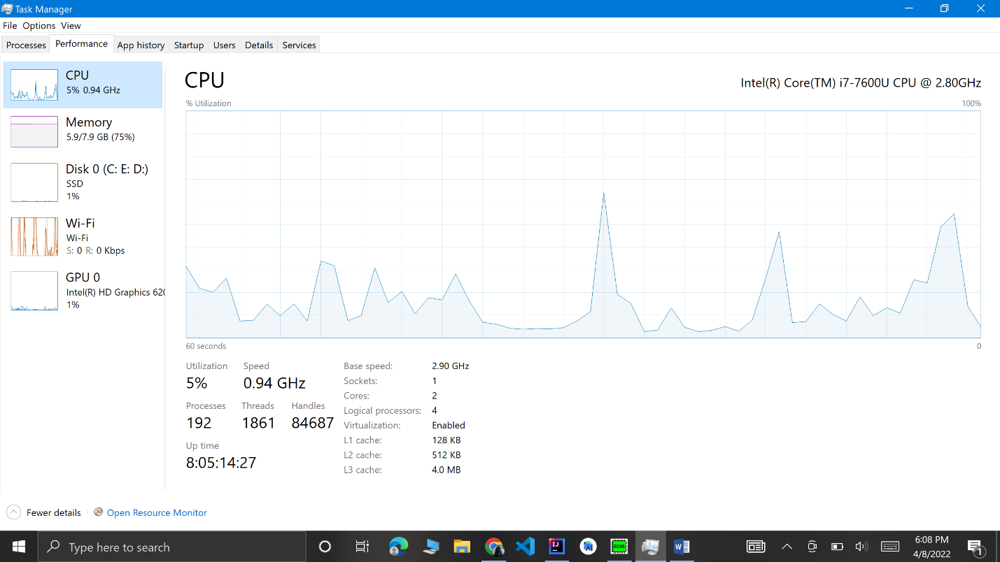 Task Manager
File Options View
Processes Performance App history Startup Users Details Services
CPU
5% 0.94 GHz
Memory
5.9/7.9 GB (75%)
Disk 0 (C: E: D:)
SSD
1%
Wi-Fi
Wi-Fi
S: 0 R: 0 Kbps
GPU 0
Intel(R) HD Graphics 620
1%
CPU
Intel(R) Core(TM) i7-7600U CPU @ 2.80GHz
% Utilization 100%
60 seconds 0
Utilization Speed
5% 0.94 GHz
Processes Threads Handles
192 1861 84687
Up time
8:05:14:27
Base speed: 2.90 GHz
Sockets: 1
Cores: 2
Logical processors: 4
Virtualization: Enabled
L1 cache: 128 KB
L2 cache: 512 KB
L3 cache: 4.0 MB
Fewer details Open Resource Monitor
Type here to search
IJ
8086
W
6:08 PM
4/8/2022
1